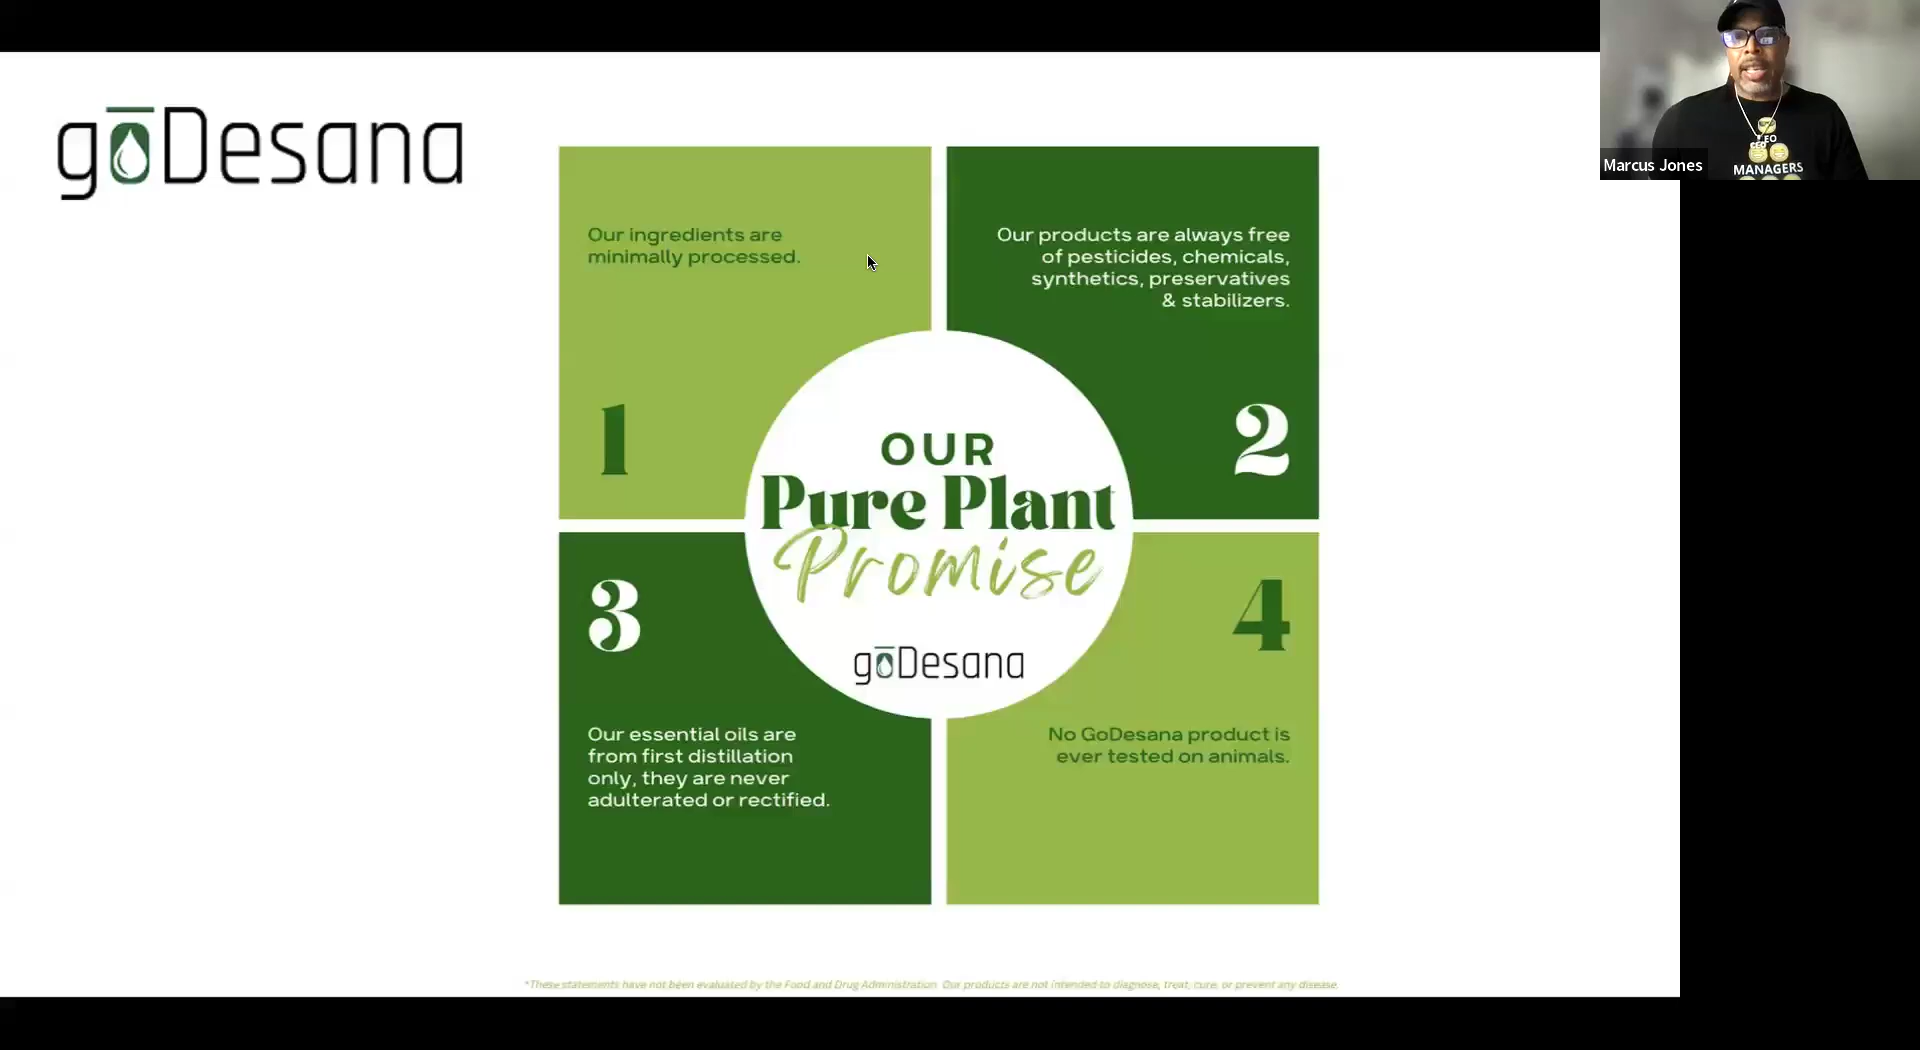 gōDesana
Marcus Jones
CEO
MANAGERS
Our ingredients are
minimally processed.
1
Our products are always free
of pesticides, chemicals,
synthetics, preservatives
& stabilizers.
2
OUR
Pure Plant
Promise
gōDesana
3
Our essential oils are
from first distillation
only, they are never
adulterated or rectified.
4
No GoDesana product is
ever tested on animals.
*These statements have not been evaluated by the Food and Drug Administration. Our products are not intended to diagnose, treat, cure, or prevent any disease.